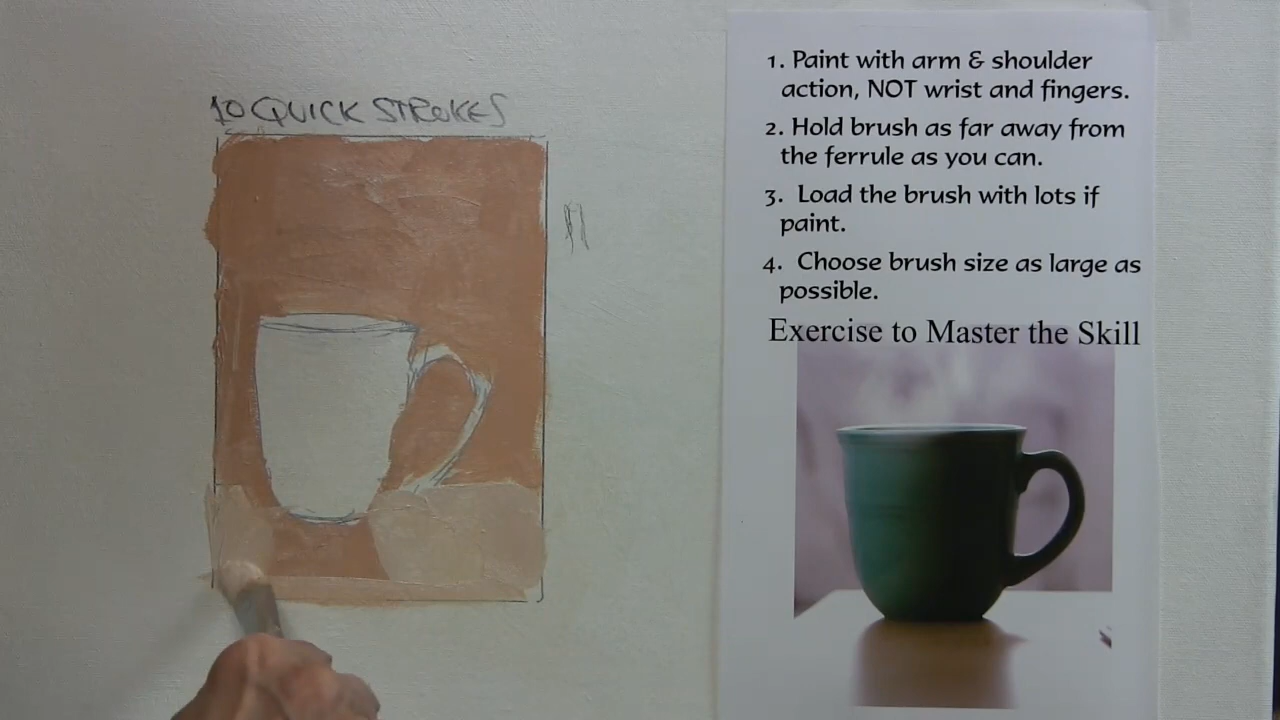 10 QUICK STROKES
1. Paint with arm & shoulder
action, NOT wrist and fingers.
2. Hold brush as far away from
the ferrule as you can.
3. Load the brush with lots if
paint.
4. Choose brush size as large as
possible.
Exercise to Master the Skill